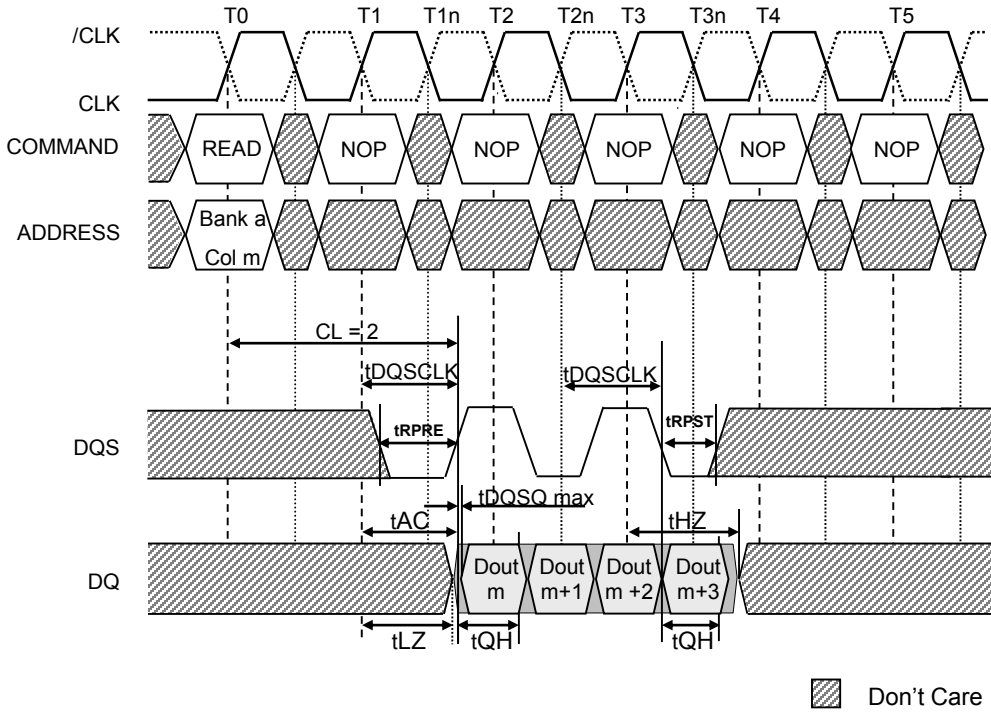 T0 T1 T1n T2 T2n T3 T3n T4 T5
/CLK
CLK
COMMAND READ NOP NOP NOP NOP NOP
ADDRESS Bank a
Col m
CL = 2
tDQSCLK tDQSCLK
DQS tRPRE tRPST
tDQSQ max
tAC tHZ
DQ Dout Dout Dout Dout
m m+1 m +2 m+3
tLZ tQH tQH
Don't Care